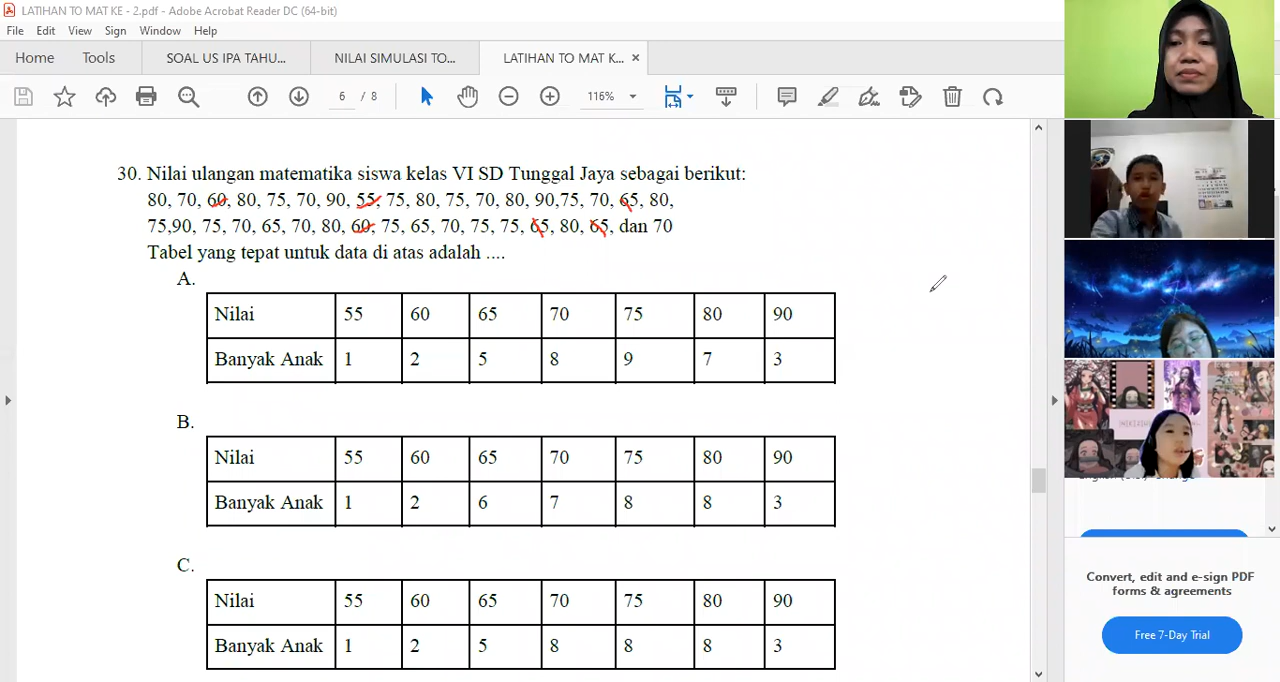 LATIHAN TO MAT KE - 2.pdf - Adobe Acrobat Reader DC (64-bit)
File Edit View Sign Window Help
Home Tools SOAL US IPA TAHU... NILAI SIMULASI TO... LATIHAN TO MAT K... ×
6 / 8 116%
30. Nilai ulangan matematika siswa kelas VI SD Tunggal Jaya sebagai berikut:
80, 70, 60, 80, 75, 70, 90, 55, 75, 80, 75, 70, 80, 90,75, 70, 65, 80,
75,90, 75, 70, 65, 70, 80, 60, 75, 65, 70, 75, 75, 65, 80, 65, dan 70
Tabel yang tepat untuk data di atas adalah ....
A.
Nilai 55 60 65 70 75 80 90
Banyak Anak 1 2 5 8 9 7 3
B.
Nilai 55 60 65 70 75 80 90
Banyak Anak 1 2 6 7 8 8 3
C.
Nilai 55 60 65 70 75 80 90
Banyak Anak 1 2 5 8 8 8 3
Convert, edit and e-sign PDF
forms & agreements
Free 7-Day Trial